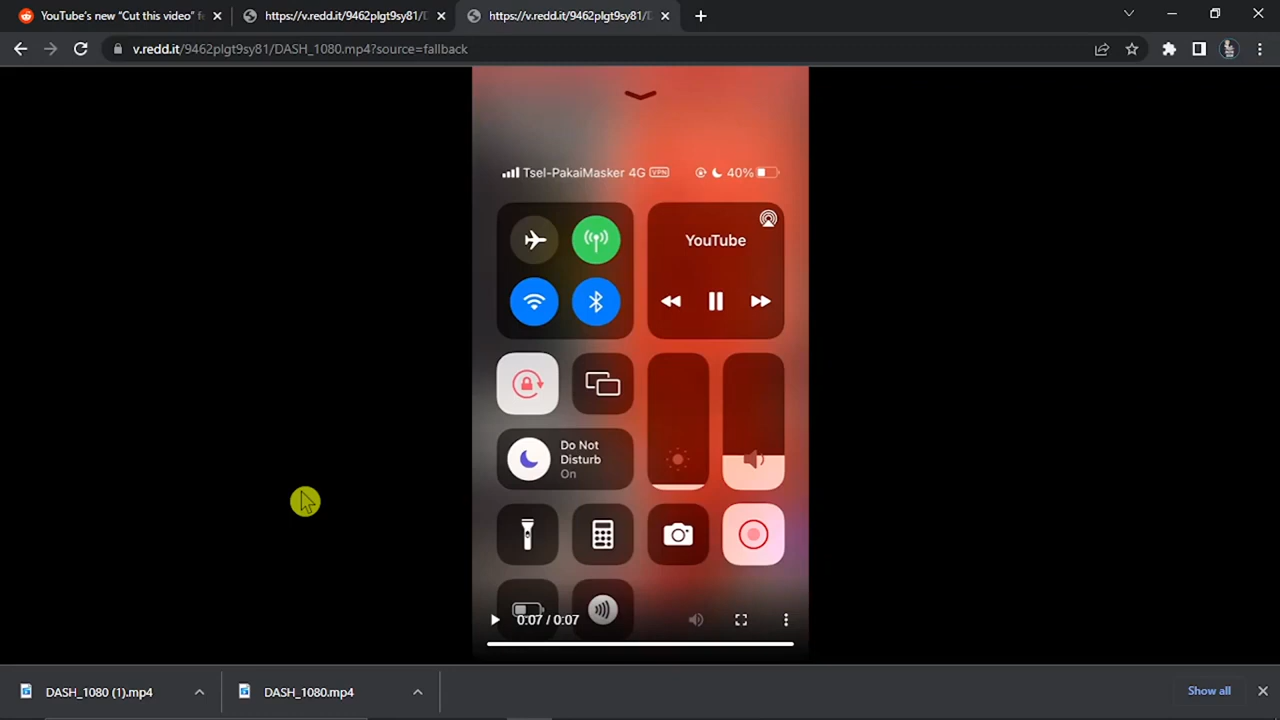 YouTube's new "Cut this video" fe
https://v.redd.it/9462plgt9sy81/D
https://v.redd.it/9462plgt9sy81/D
v.redd.it/9462plgt9sy81/DASH_1080.mp4?source=fallback
Tsel-PakaiMasker 4G VPN 40%
YouTube
Do Not
Disturb
On
0:07 / 0:07
DASH_1080 (1).mp4
DASH_1080.mp4
Show all